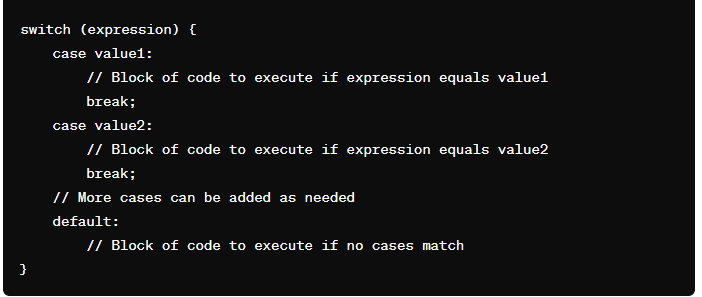 switch (expression) {
    case value1:
        // Block of code to execute if expression equals value1
        break;
    case value2:
        // Block of code to execute if expression equals value2
        break;
    // More cases can be added as needed
    default:
        // Block of code to execute if no cases match
}